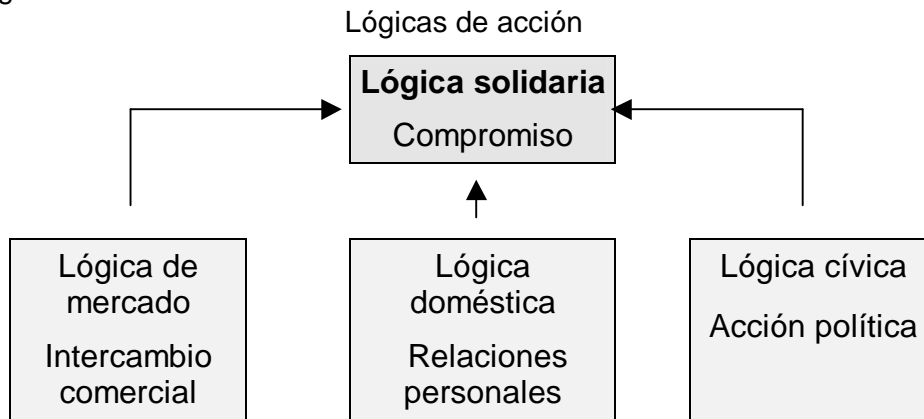 Lógicas de acción
Lógica solidaria
Compromiso
Lógica de
mercado
Intercambio
comercial
Lógica
doméstica
Relaciones
personales
Lógica cívica
Acción política